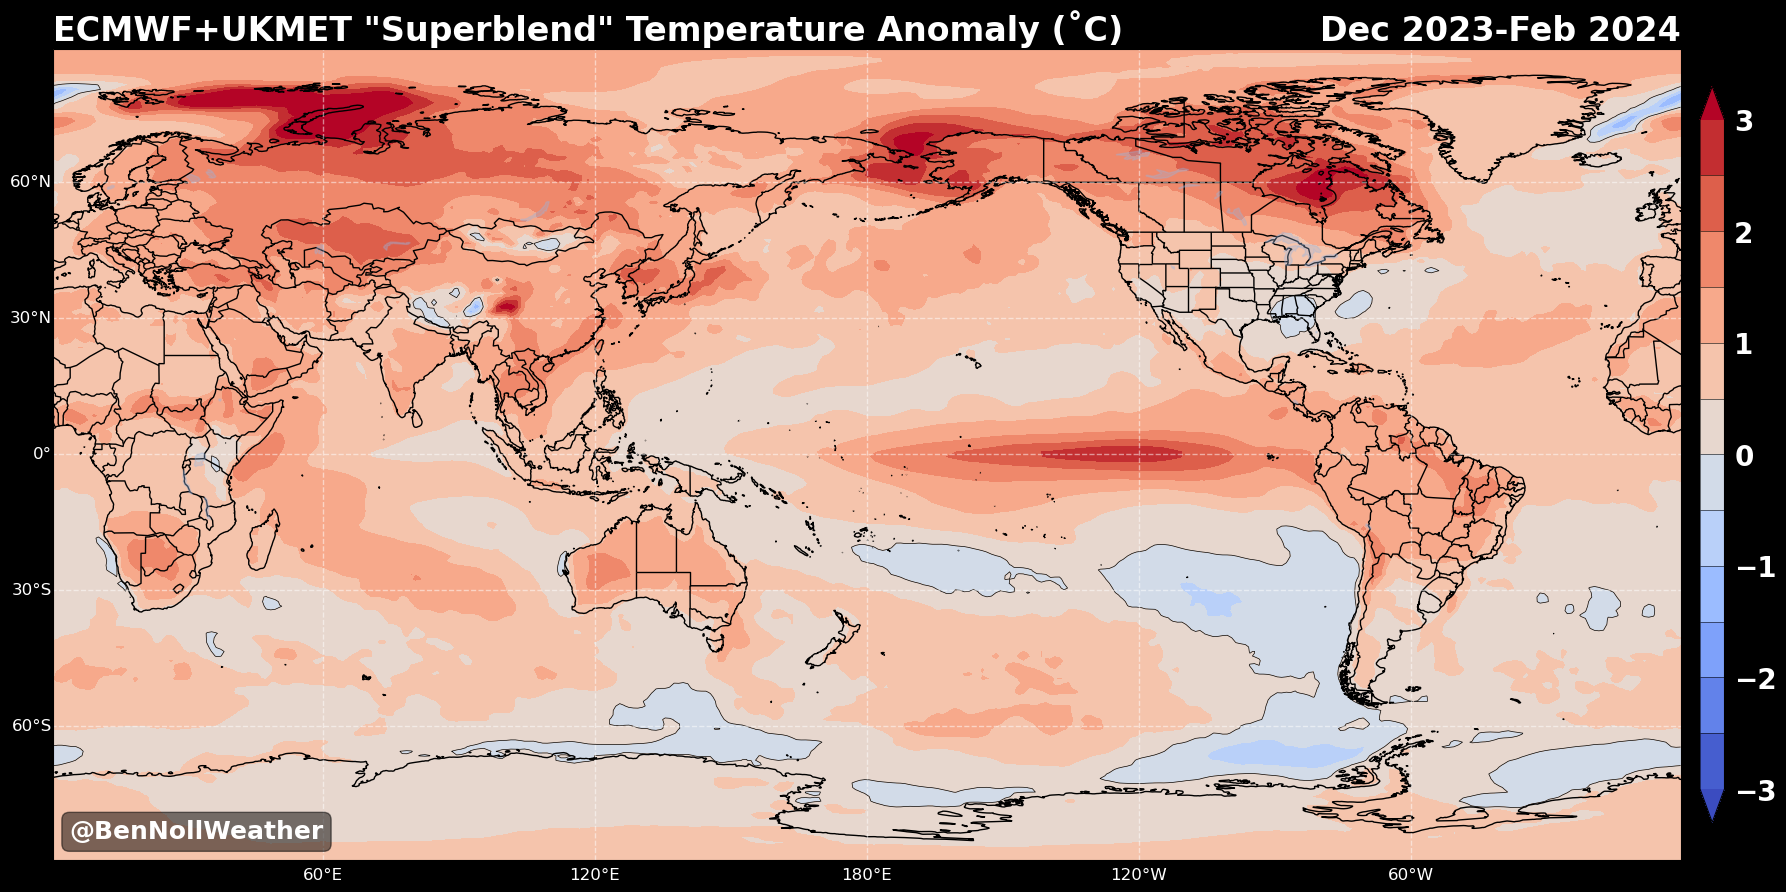 ECMWF+UKMET "Superblend" Temperature Anomaly (˚C) Dec 2023-Feb 2024
3
60°N
2
30°N
1
0°
0
−1
30°S
−2
60°S
−3
@BenNollWeather
60°E 120°E 180°E 120°W 60°W